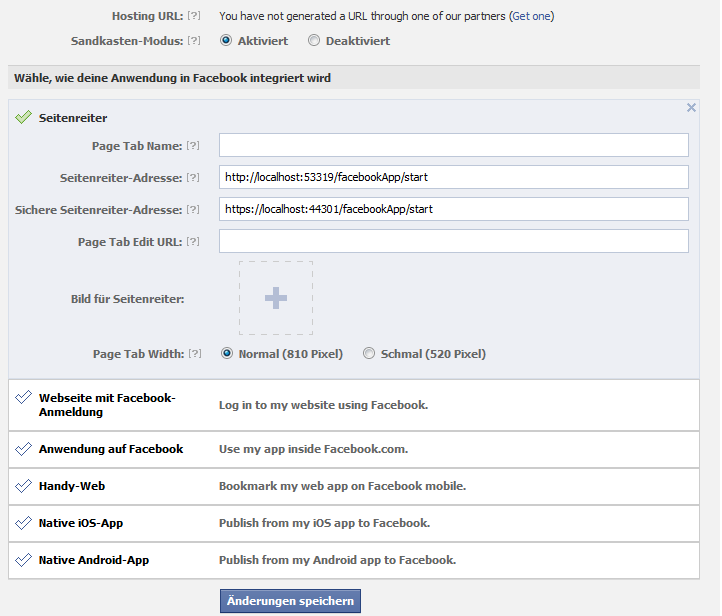 Hosting URL: [?] You have not generated a URL through one of our partners (Get one)
Sandkasten-Modus: [?] Aktiviert Deaktiviert
Wähle, wie deine Anwendung in Facebook integriert wird
Seitenreiter
Page Tab Name: [?]
Seitenreiter-Adresse: [?] http://localhost:53319/facebookApp/start
Sichere Seitenreiter-Adresse: [?] https://localhost:44301/facebookApp/start
Page Tab Edit URL: [?]
Bild für Seitenreiter:
Page Tab Width: [?] Normal (810 Pixel) Schmal (520 Pixel)
Webseite mit Facebook-
Anmeldung
Log in to my website using Facebook.
Anwendung auf Facebook Use my app inside Facebook.com.
Handy-Web Bookmark my web app on Facebook mobile.
Native iOS-App Publish from my iOS app to Facebook.
Native Android-App Publish from my Android app to Facebook.
Änderungen speichern